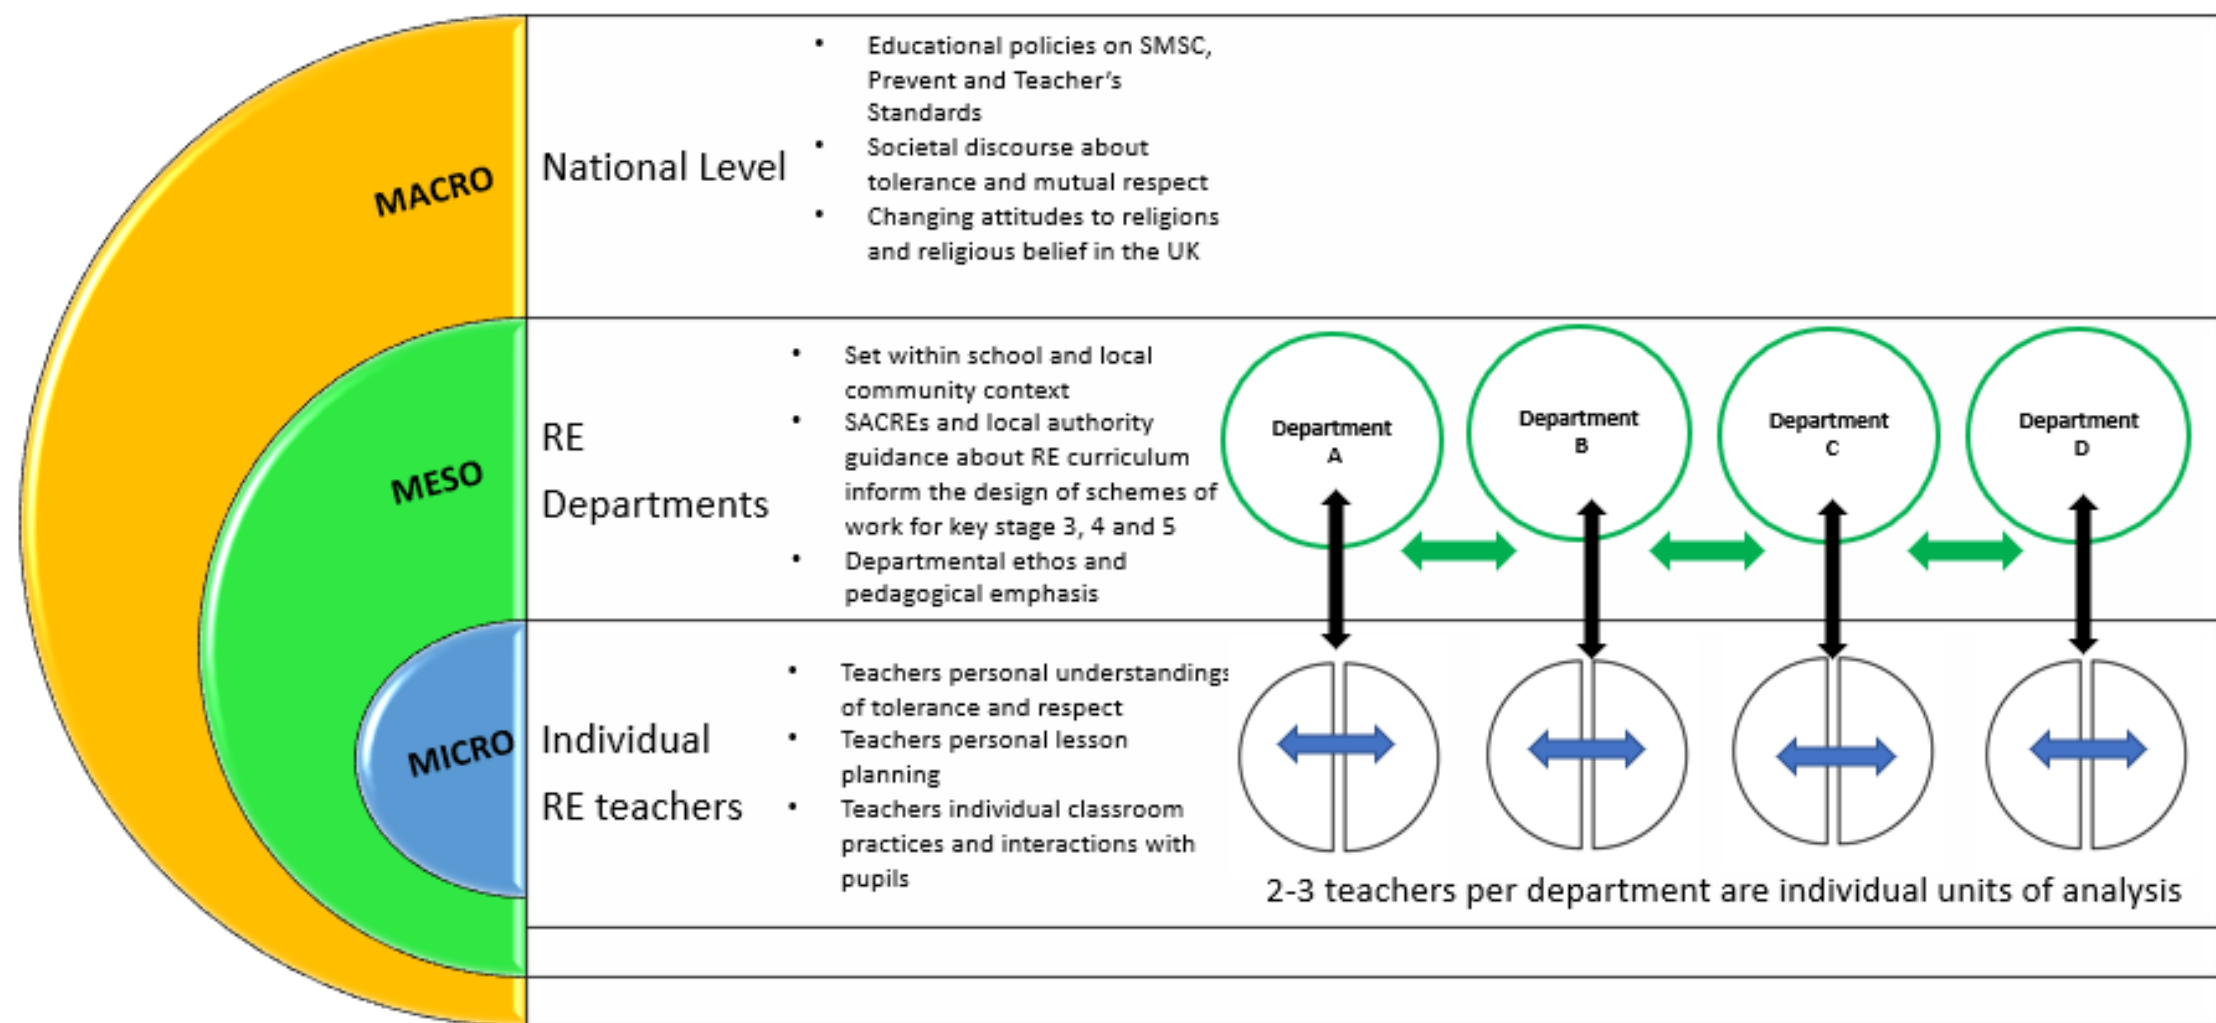 MACRO
National Level
• Educational policies on SMSC,
Prevent and Teacher's
Standards
• Societal discourse about
tolerance and mutual respect
• Changing attitudes to religions
and religious belief in the UK
MESO
RE
Departments
• Set within school and local
community context
• SACREs and local authority
guidance about RE curriculum
inform the design of schemes of
work for key stage 3, 4 and 5
• Departmental ethos and
pedagogical emphasis
Department
A
Department
B
Department
C
Department
D
MICRO
Individual
RE teachers
• Teachers personal understandings
of tolerance and respect
• Teachers personal lesson
planning
• Teachers individual classroom
practices and interactions with
pupils
2-3 teachers per department are individual units of analysis